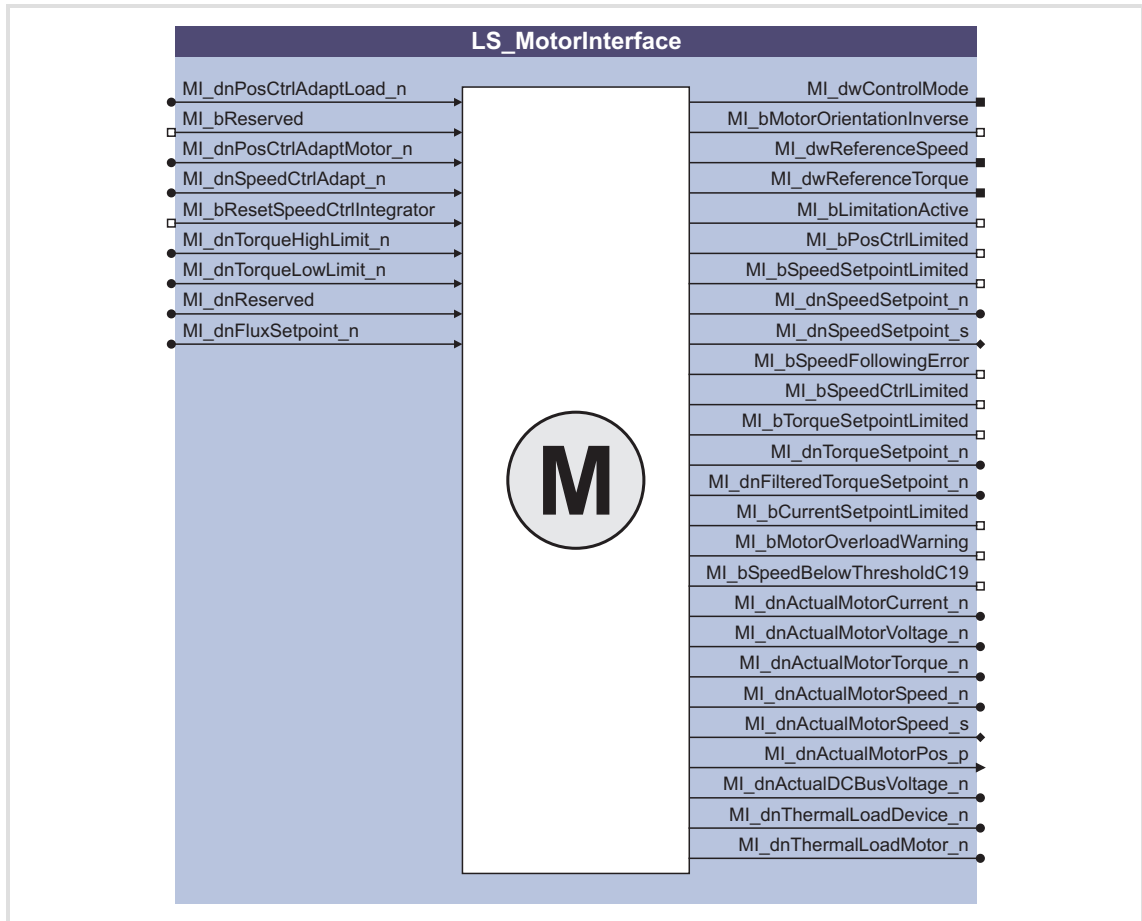 LS_MotorInterface
MI_dnPosCtrlAdaptLoad_n
MI_bReserved
MI_dnPosCtrlAdaptMotor_n
MI_dnSpeedCtrlAdapt_n
MI_bResetSpeedCtrlIntegrator
MI_dnTorqueHighLimit_n
MI_dnTorqueLowLimit_n
MI_dnReserved
MI_dnFluxSetpoint_n
M
MI_dwControlMode
MI_bMotorOrientationInverse
MI_dwReferenceSpeed
MI_dwReferenceTorque
MI_bLimitationActive
MI_bPosCtrlLimited
MI_bSpeedSetpointLimited
MI_dnSpeedSetpoint_n
MI_dnSpeedSetpoint_s
MI_bSpeedFollowingError
MI_bSpeedCtrlLimited
MI_bTorqueSetpointLimited
MI_dnTorqueSetpoint_n
MI_dnFilteredTorqueSetpoint_n
MI_bCurrentSetpointLimited
MI_bMotorOverloadWarning
MI_bSpeedBelowThresholdC19
MI_dnActualMotorCurrent_n
MI_dnActualMotorVoltage_n
MI_dnActualMotorTorque_n
MI_dnActualMotorSpeed_n
MI_dnActualMotorSpeed_s
MI_dnActualMotorPos_p
MI_dnActualDCBusVoltage_n
MI_dnThermalLoadDevice_n
MI_dnThermalLoadMotor_n